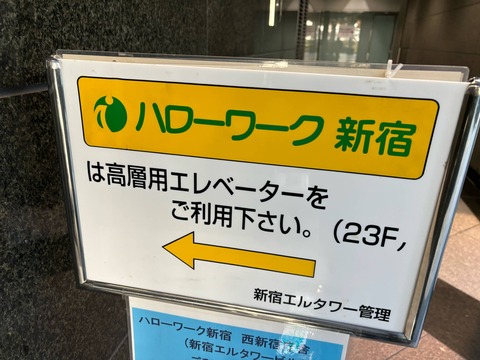 ハローワーク 新宿
は高層用エレベーターを
ご利用下さい。(23F,
新宿エルタワー管理
ハローワーク新宿 西新宿
(新宿エルタワービ